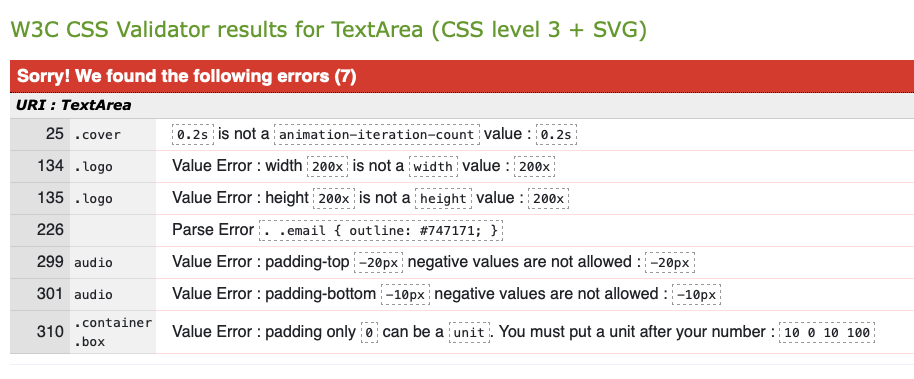 W3C CSS Validator results for TextArea (CSS level 3 + SVG)
Sorry! We found the following errors (7)
URI : TextArea
25 .cover 0.2s is not a animation-iteration-count value : 0.2s
134 .logo Value Error : width 200x is not a width value : 200x
135 .logo Value Error : height 200x is not a height value : 200x
226 Parse Error . .email { outline: #747171; }
299 audio Value Error : padding-top -20px negative values are not allowed : -20px
301 audio Value Error : padding-bottom -10px negative values are not allowed : -10px
310 .container .box Value Error : padding only 0 can be a unit. You must put a unit after your number : 10 0 10 100